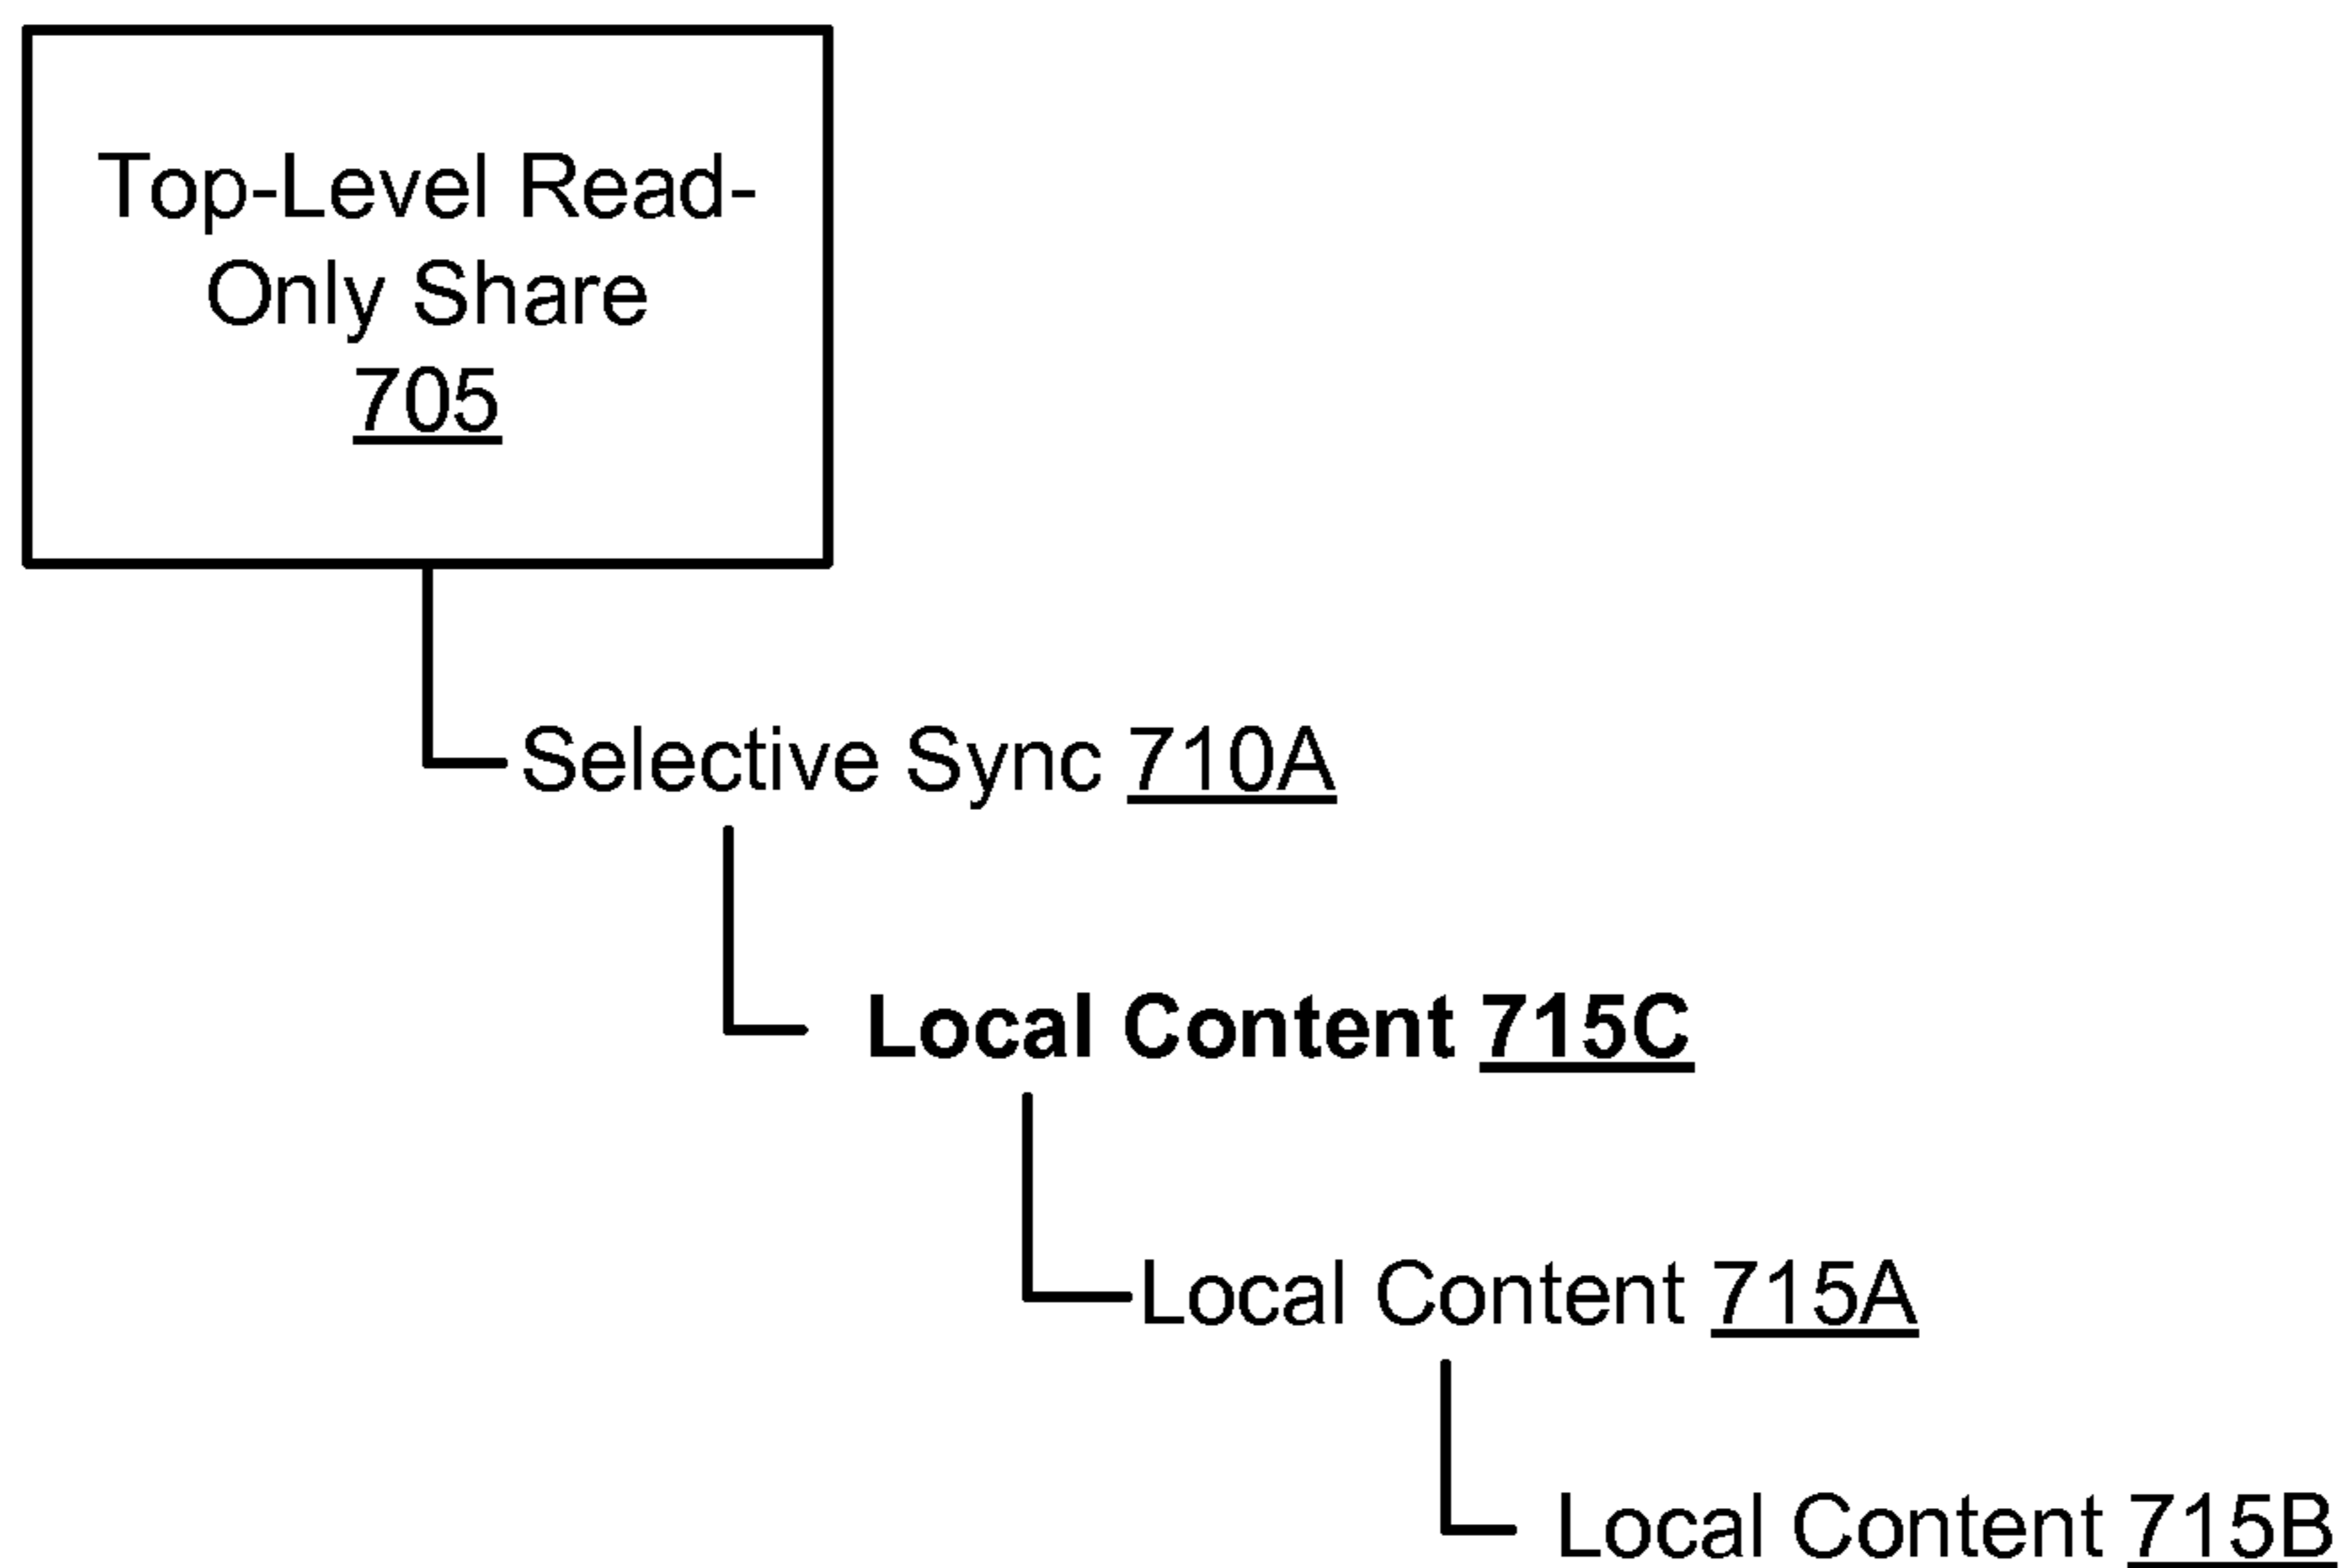 Top-Level Read-
Only Share
705
Selective Sync 710A
Local Content 715C
Local Content 715A
Local Content 715B